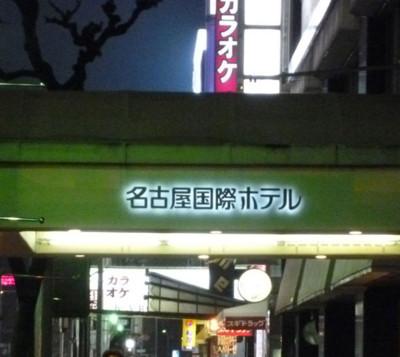 カラオケ
名古屋国際ホテル
カラ
オケ
スギドラッグ